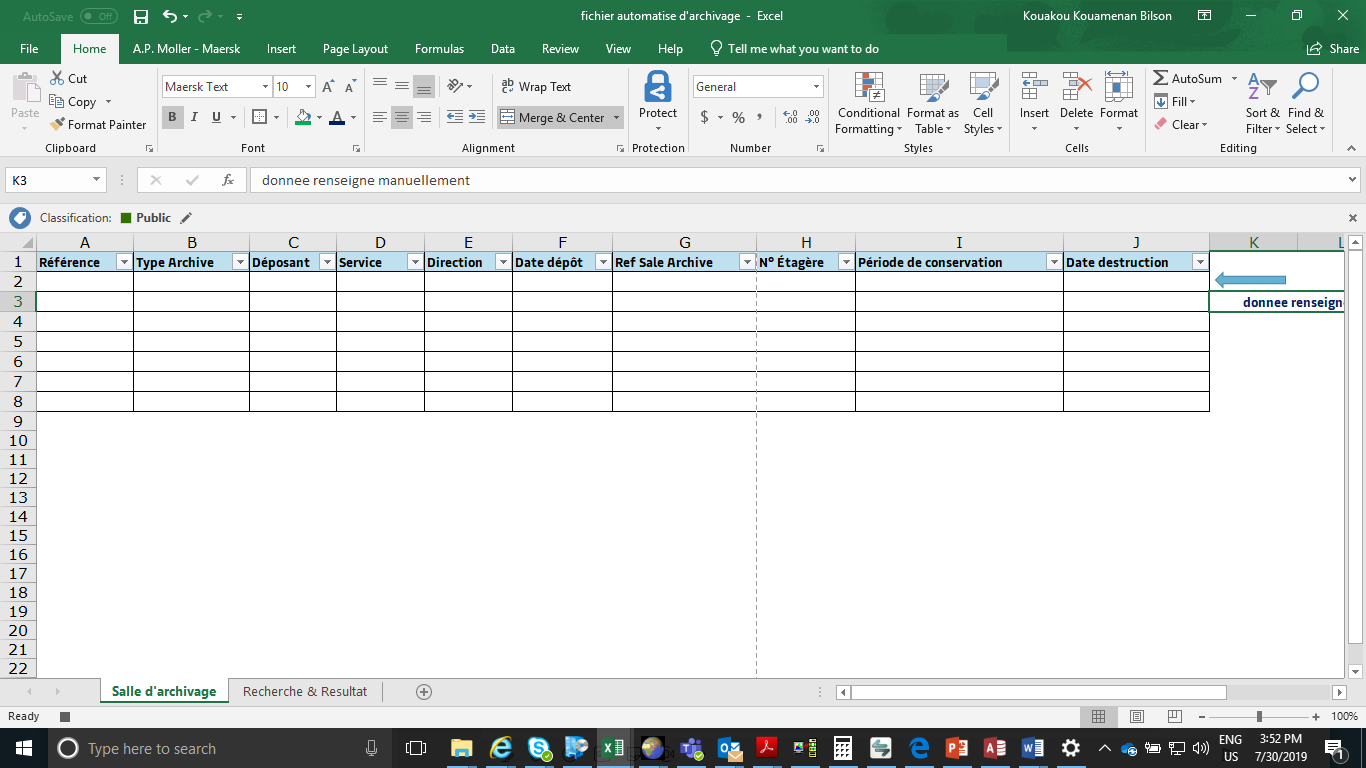 AutoSave Off fichier automatise d'archivage - Excel Kouakou Kouamenan Bilson
File Home A.P. Moller - Maersk Insert Page Layout Formulas Data Review View Help Tell me what you want to do Share
Paste Cut Copy Format Painter
Clipboard
Maersk Text 10
B I U A
Font
Wrap Text
Merge & Center
Alignment
Protect
Protection
General
$ % , .00 .0
Number
Conditional Formatting Format as Table Cell Styles
Styles
Insert Delete Format
Cells
AutoSum Fill Clear Sort & Filter Find & Select
Editing
K3 fx donnee renseigne manuellement
Classification: Public
A B C D E F G H I J K L
1 Référence Type Archive Déposant Service Direction Date dépôt Ref Sale Archive N° Étagère Période de conservation Date destruction
2
3 donnee renseign
4
5
6
7
8
9
10
11
12
13
14
15
16
17
18
19
20
21
22
Salle d'archivage Recherche & Resultat
Ready 100%
Type here to search ENG US 3:52 PM 7/30/2019 1